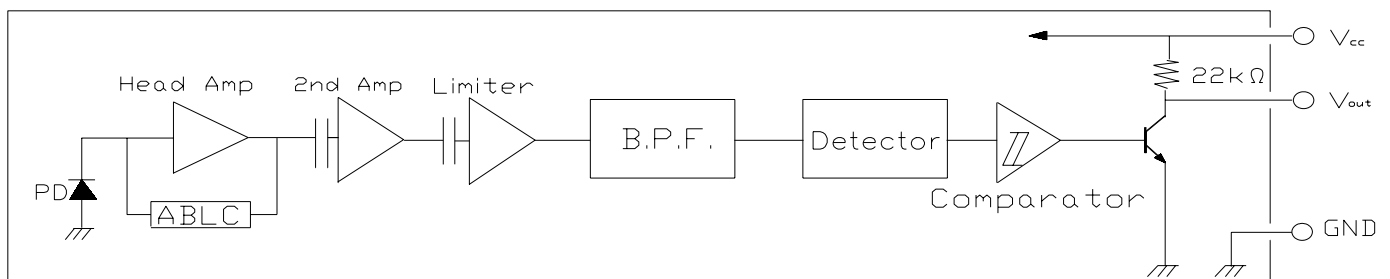 Vcc
Head Amp
2nd Amp
Limiter
22kΩ
Vout
B.P.F.
Detector
PD
ABLC
Comparator
GND